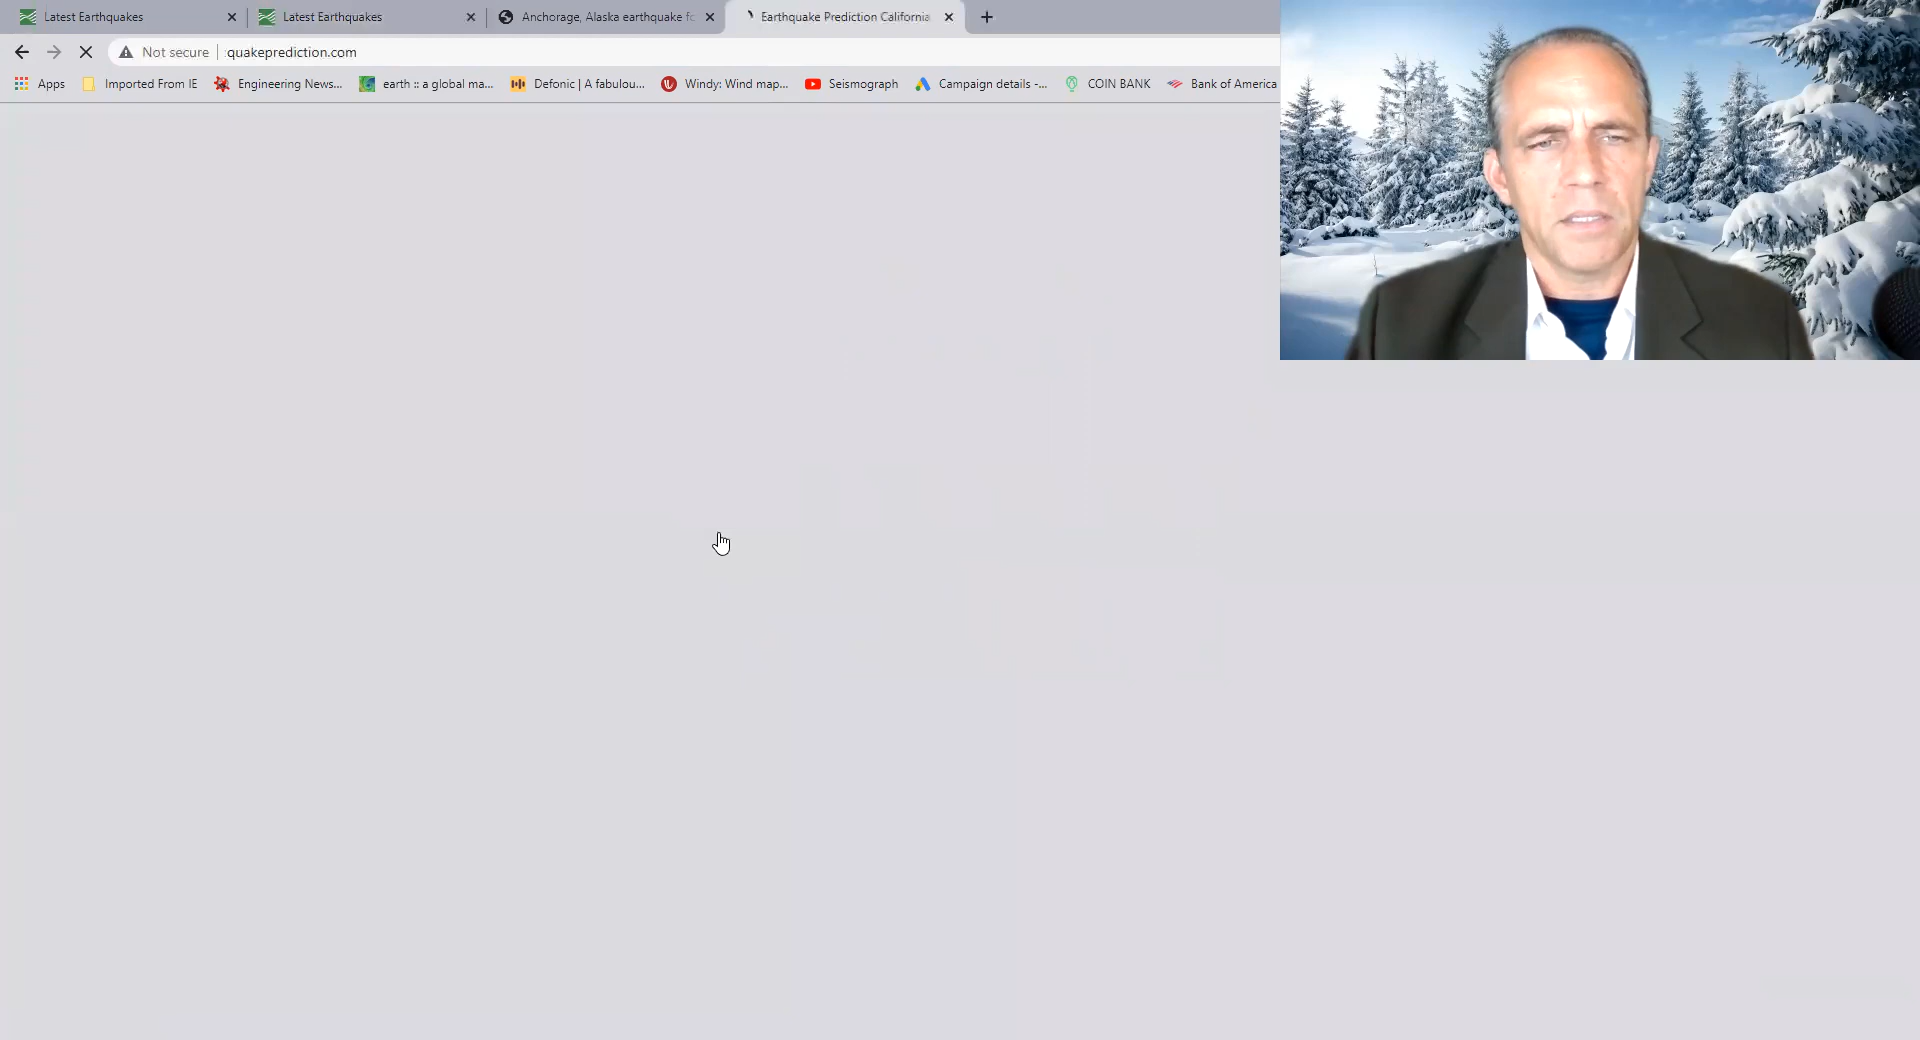 Latest Earthquakes
Latest Earthquakes
Anchorage, Alaska earthquake fo
Earthquake Prediction California
Not secure
quakeprediction.com
Apps
Imported From IE
Engineering News...
earth :: a global ma...
Defonic | A fabulou...
Windy: Wind map...
Seismograph
Campaign details -...
COIN BANK
Bank of America